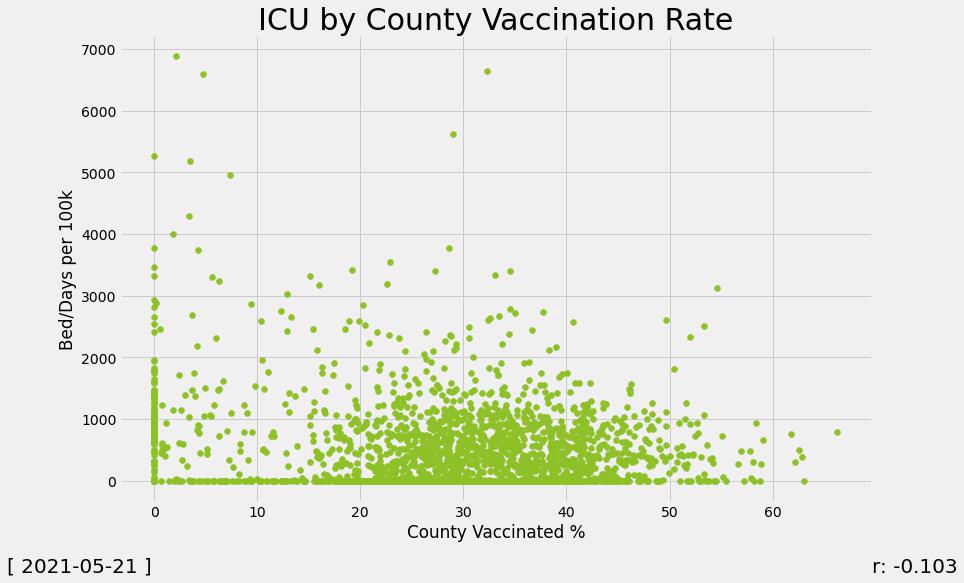 ICU by County Vaccination Rate
7000
6000
5000
4000
3000
2000
1000
0
Bed/Days per 100k
0 10 20 30 40 50 60
County Vaccinated %
[ 2021-05-21 ]
r: -0.103